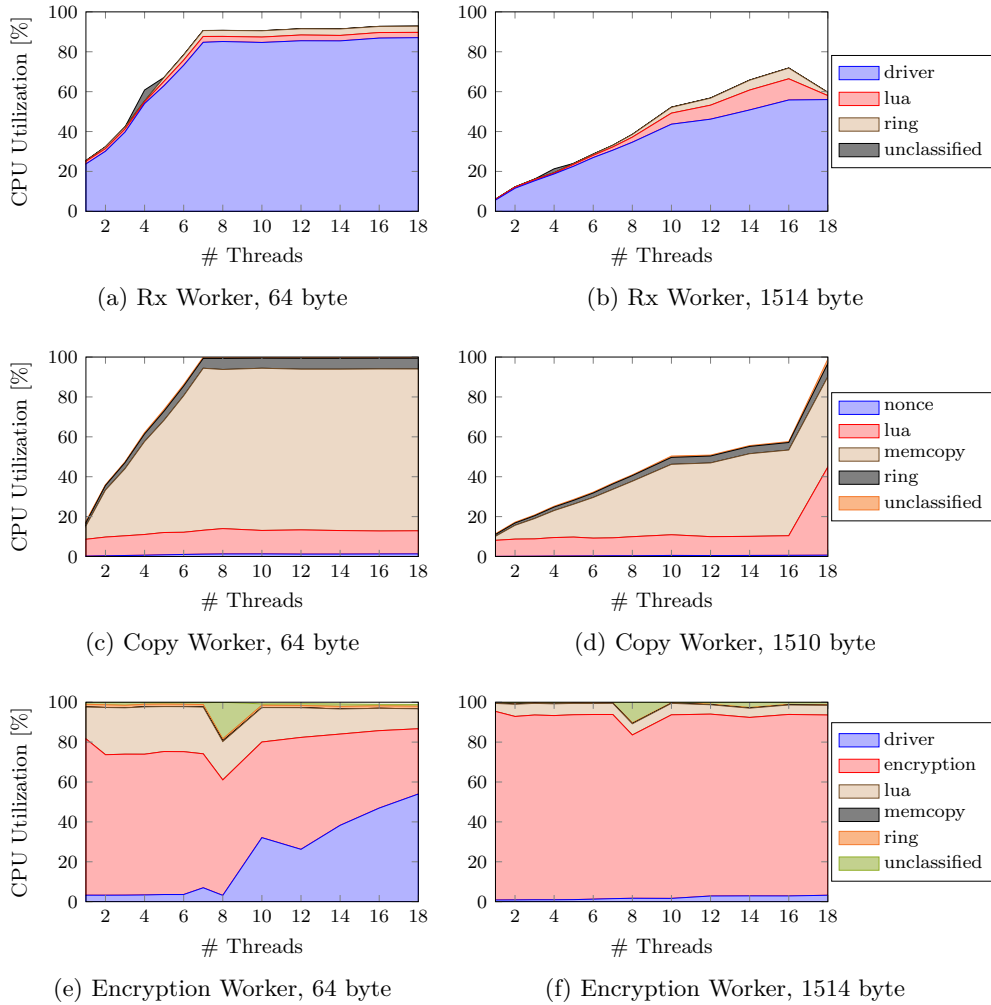 CPU Utilization [%]
100
80
60
40
20
0
2 4 6 8 10 12 14 16 18
# Threads
(a) Rx Worker, 64 byte
100
80
60
40
20
0
2 4 6 8 10 12 14 16 18
# Threads
(b) Rx Worker, 1514 byte
driver
lua
ring
unclassified
CPU Utilization [%]
100
80
60
40
20
0
2 4 6 8 10 12 14 16 18
# Threads
(c) Copy Worker, 64 byte
100
80
60
40
20
0
2 4 6 8 10 12 14 16 18
# Threads
(d) Copy Worker, 1510 byte
nonce
lua
memcopy
ring
unclassified
CPU Utilization [%]
100
80
60
40
20
0
2 4 6 8 10 12 14 16 18
# Threads
(e) Encryption Worker, 64 byte
100
80
60
40
20
0
2 4 6 8 10 12 14 16 18
# Threads
(f) Encryption Worker, 1514 byte
driver
encryption
lua
memcopy
ring
unclassified